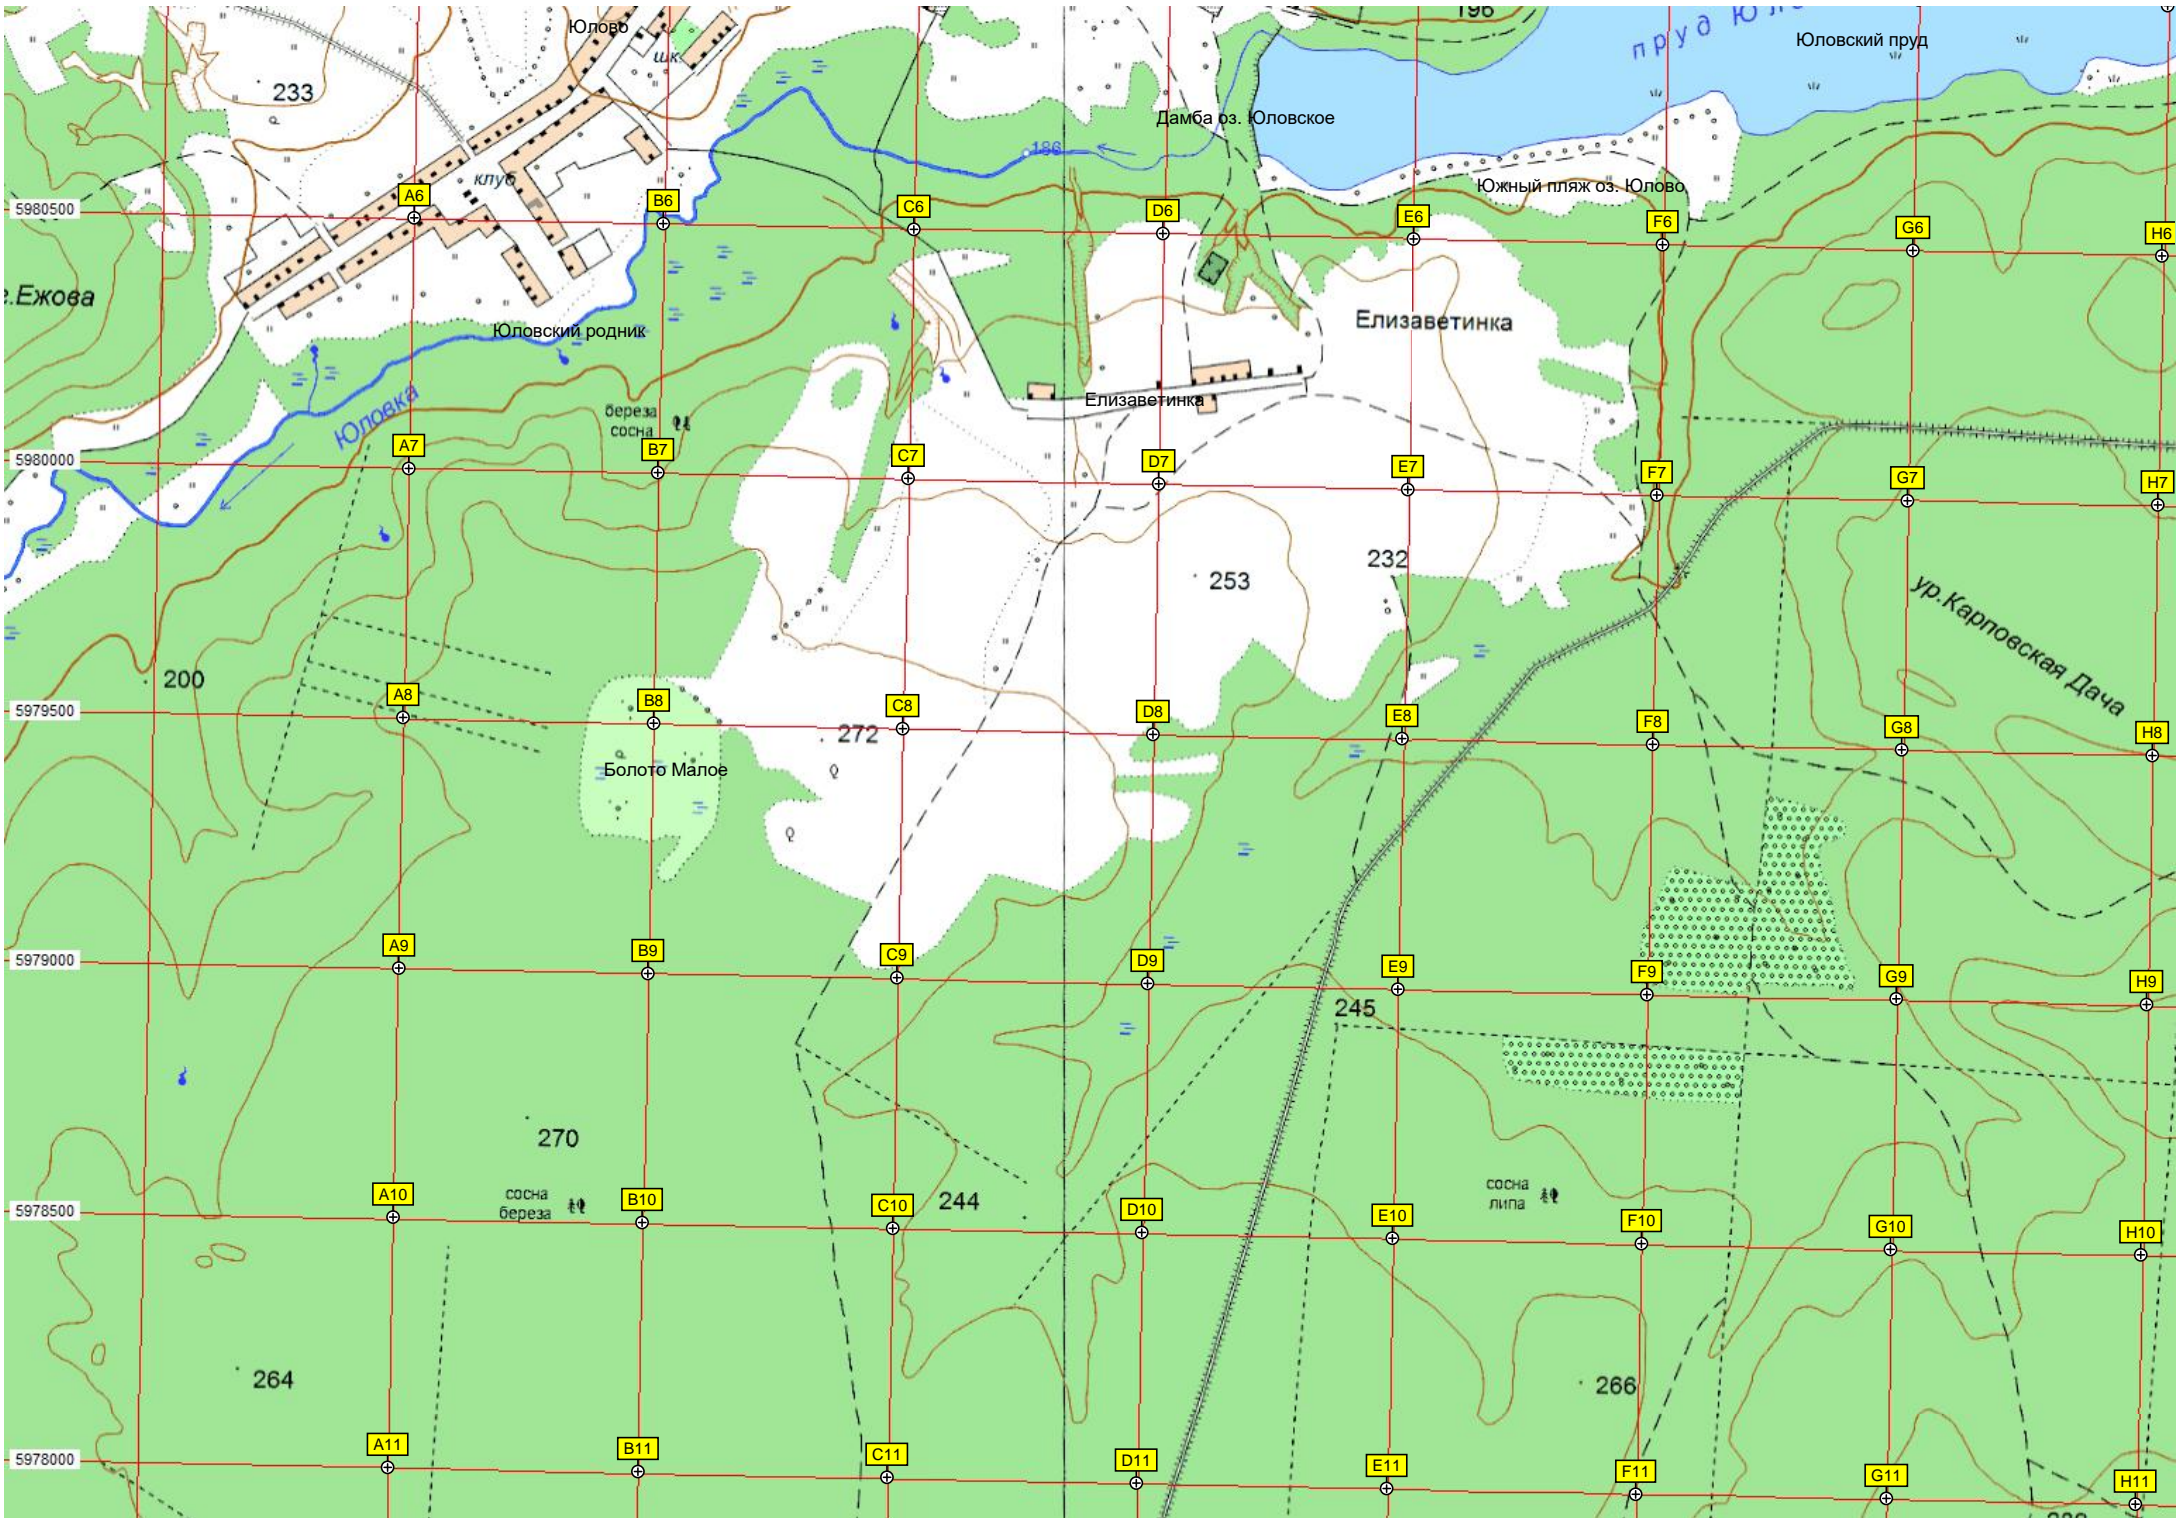 196
Юлово
пруд Юл
Юловский пруд
шк.
233
Дамба оз. Юловское
186
клуб
Южный пляж оз. Юлово
A6
B6
C6
D6
E6
F6
G6
H6
5980500
г.Ежова
Юловский родник
Елизаветинка
Юловка
береза
сосна
Елизаветинка
A7
B7
C7
D7
E7
F7
G7
H7
5980000
253
232
ур.Карповская Дача
200
A8
B8
C8
D8
E8
F8
G8
H8
5979500
272
Болото Малое
A9
B9
C9
D9
E9
F9
G9
H9
5979000
245
270
сосна
береза
244
сосна
липа
A10
B10
C10
D10
E10
F10
G10
H10
5978500
264
266
A11
B11
C11
D11
E11
F11
G11
H11
5978000